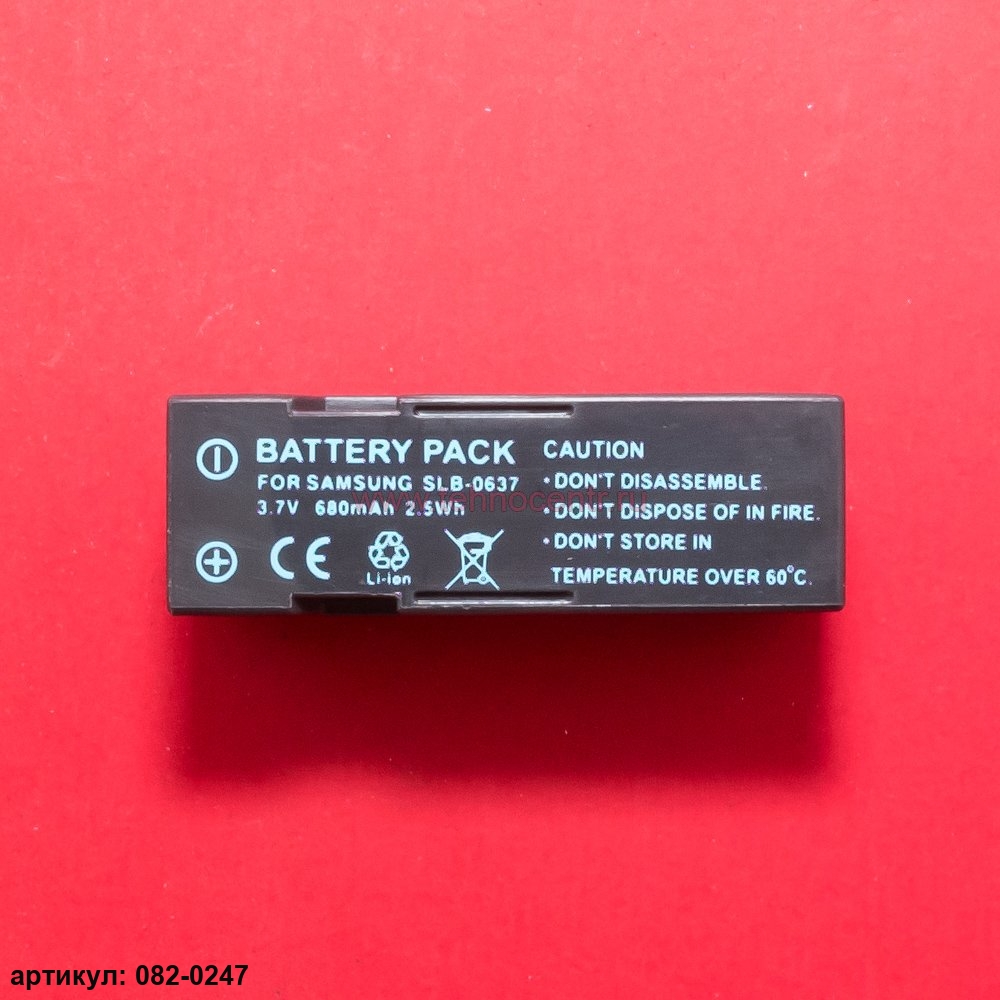 BATTERY PACK
FOR SAMSUNG SLB-0637
3.7V 680mAh 2.5Wh
CE
Li-ion
CAUTION
•DON'T DISASSEMBLE.
•DON'T DISPOSE OF IN FIRE.
•DON'T STORE IN
TEMPERATURE OVER 60°C.
www.tehnocentr.ru
артикул: 082-0247